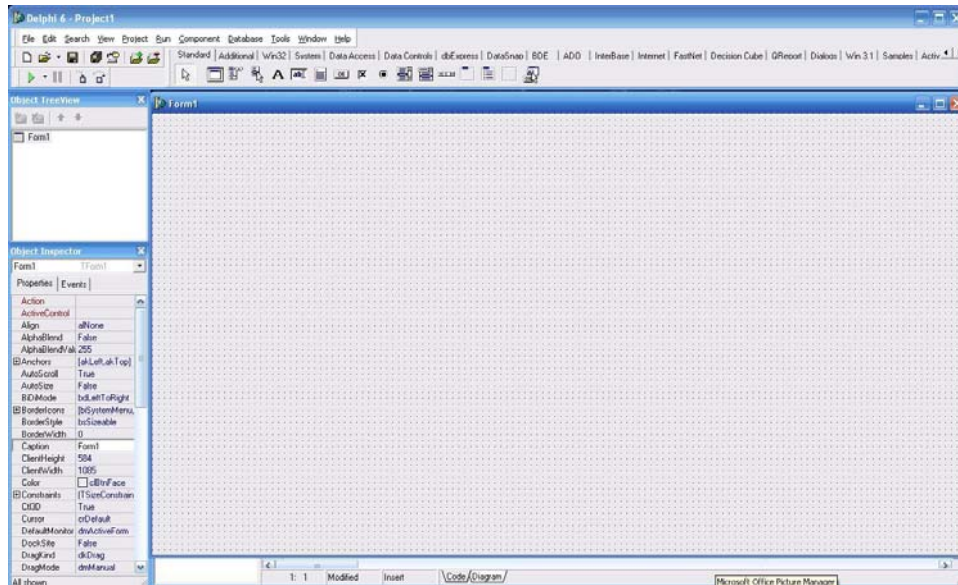 Delphi 6 - Project1
File Edit Search View Project Run Component Database Tools Window Help
Standard Additional Win32 System Data Access Data Controls dbExpress DataSnap BDE ADO InterBase Internet FastNet Decision Cube QReport Dialogs Win 3.1 Samples Activ
Object TreeView
Form1
Form1
Object Inspector
Form1 TForm1
Properties Events
Action
ActiveControl
Align alNone
AlphaBlend False
AlphaBlendVal 255
Anchors [akLeft,akTop]
AutoScroll True
AutoSize False
BiDiMode bdLeftToRight
BorderIcons [biSystemMenu,
BorderStyle bsSizeable
BorderWidth 0
Caption Form1
ClientHeight 584
ClientWidth 1085
Color clBtnFace
Constraints (TSizeConstrain
Ctl3D True
Cursor crDefault
DefaultMonitor dmActiveForm
DockSite False
DragKind dkDrag
DragMode dmManual
All shown
1: 1 Modified Insert Code Diagram
Microsoft Office Picture Manager